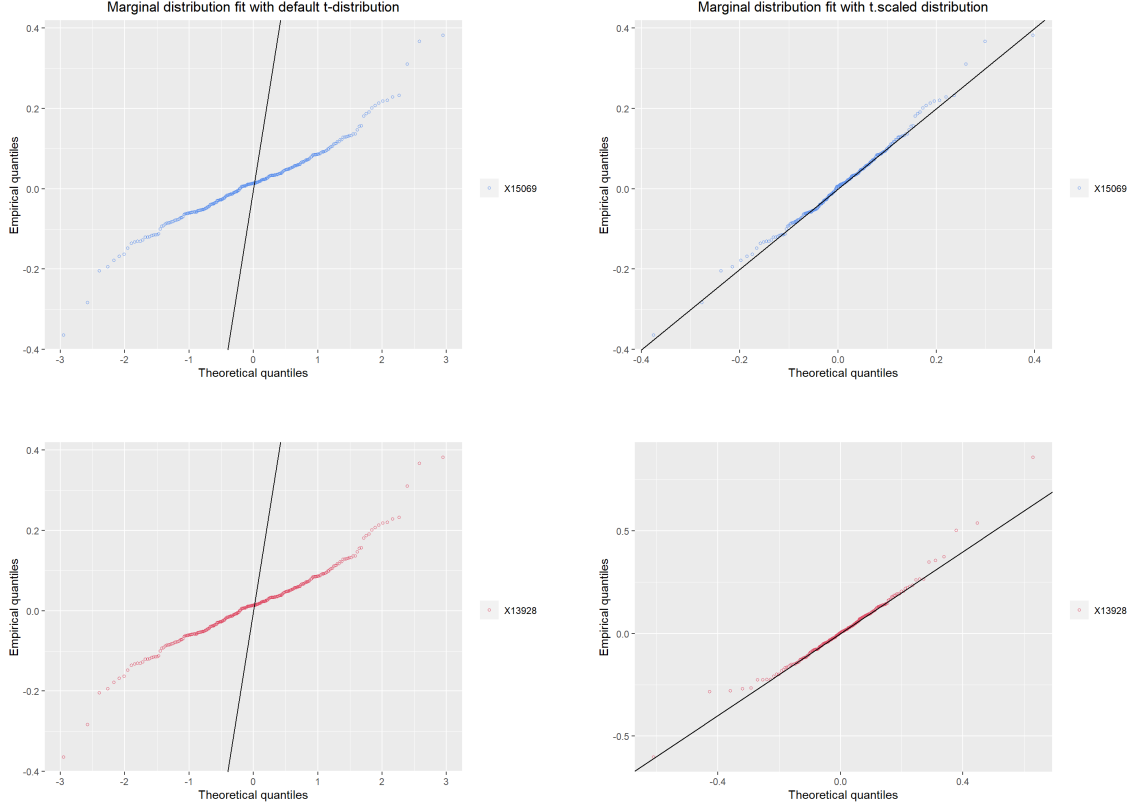 Marginal distribution fit with default t-distribution
0.4
0.2
0.0
-0.2
-0.4
Empirical quantiles
-3 -2 -1 0 1 2 3
Theoretical quantiles
X15069
Marginal distribution fit with t.scaled distribution
0.4
0.2
0.0
-0.2
-0.4
Empirical quantiles
-0.4 -0.2 0.0 0.2 0.4
Theoretical quantiles
X15069
0.4
0.2
0.0
-0.2
-0.4
Empirical quantiles
-3 -2 -1 0 1 2 3
Theoretical quantiles
X13928
0.5
0.0
-0.5
Empirical quantiles
-0.4 0.0 0.4
Theoretical quantiles
X13928